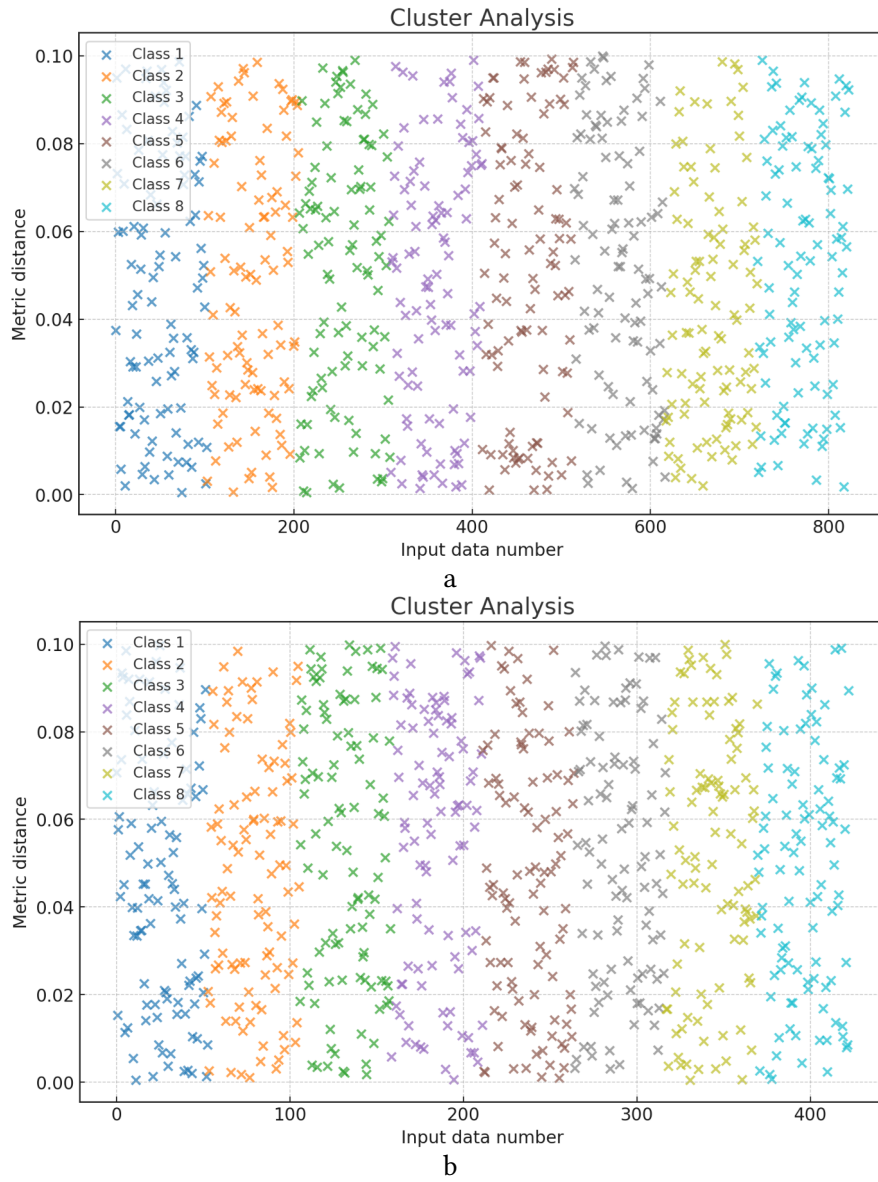 Cluster Analysis
Class 1
Class 2
Class 3
Class 4
Class 5
Class 6
Class 7
Class 8
0.10
0.08
0.06
0.04
0.02
0.00
Metric distance
0 200 400 600 800
Input data number
a
Cluster Analysis
Class 1
Class 2
Class 3
Class 4
Class 5
Class 6
Class 7
Class 8
0.10
0.08
0.06
0.04
0.02
0.00
Metric distance
0 100 200 300 400
Input data number
b